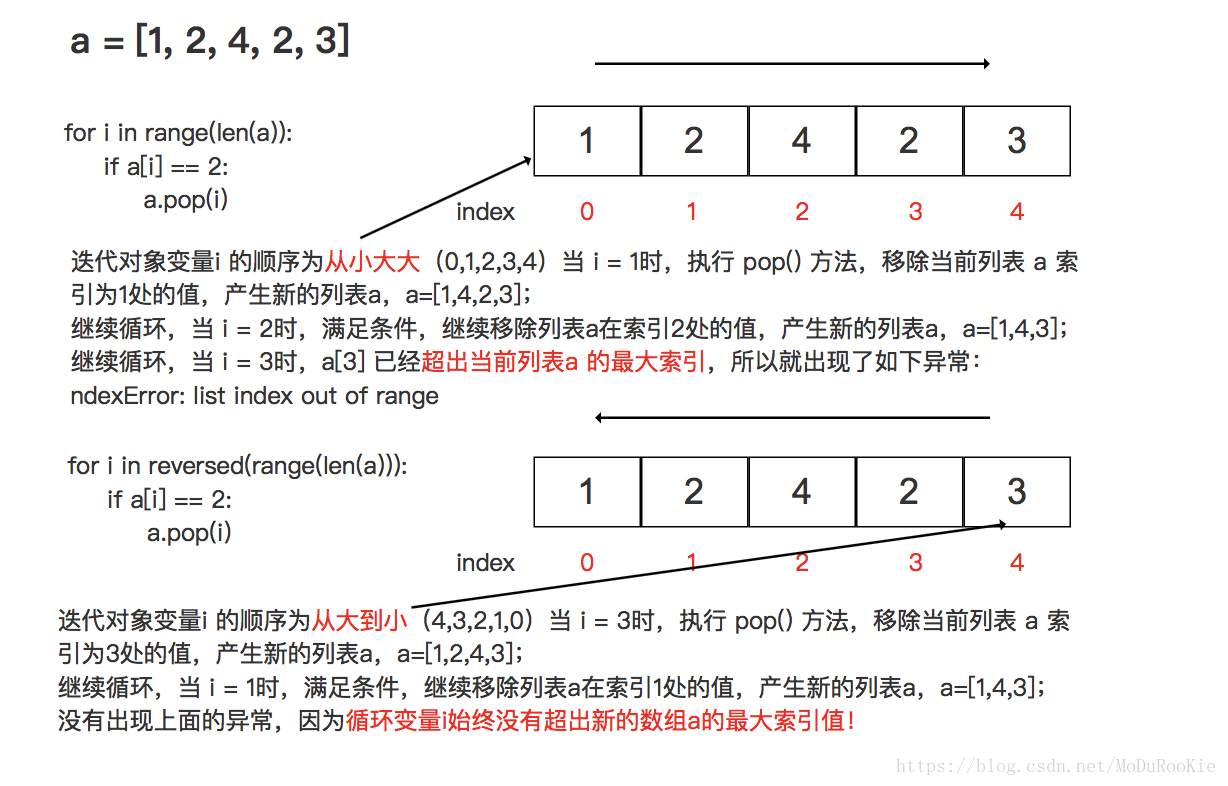 a = [1, 2, 4, 2, 3]
for i in range(len(a)):
if a[i] == 2:
a.pop(i)
1 2 4 2 3
index 0 1 2 3 4
迭代对象变量i 的顺序为从小大大（0,1,2,3,4）当 i = 1时，执行 pop() 方法，移除当前列表 a 索
引为1处的值，产生新的列表a，a=[1,4,2,3]；
继续循环，当 i = 2时，满足条件，继续移除列表a在索引2处的值，产生新的列表a，a=[1,4,3]；
继续循环，当 i = 3时，a[3] 已经超出当前列表a 的最大索引，所以就出现了如下异常：
ndexError: list index out of range
for i in reversed(range(len(a))):
if a[i] == 2:
a.pop(i)
1 2 4 2 3
index 0 1 2 3 4
迭代对象变量i 的顺序为从大到小（4,3,2,1,0）当 i = 3时，执行 pop() 方法，移除当前列表 a 索
引为3处的值，产生新的列表a，a=[1,2,4,3]；
继续循环，当 i = 1时，满足条件，继续移除列表a在索引1处的值，产生新的列表a，a=[1,4,3]；
没有出现上面的异常，因为循环变量i始终没有超出新的数组a的最大索引值！
https://blog.csdn.net/MoDuRooKie